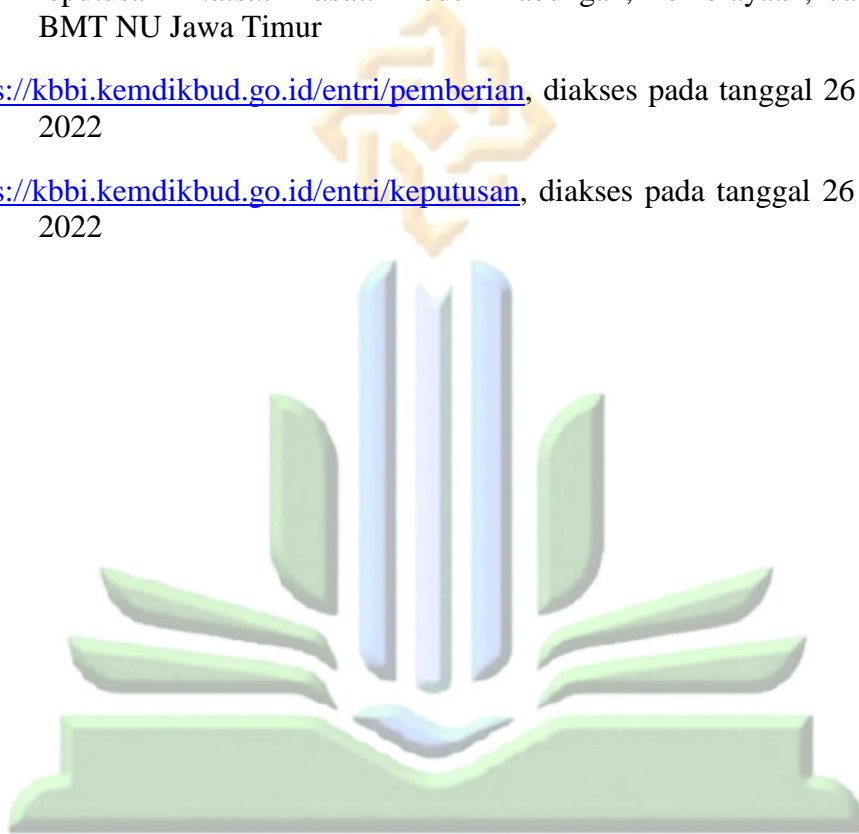 BMT NU Jawa Timur
s://kbbi.kemdikbud.go.id/entri/pemberian, diakses pada tanggal 26
2022
s://kbbi.kemdikbud.go.id/entri/keputusan, diakses pada tanggal 26
2022